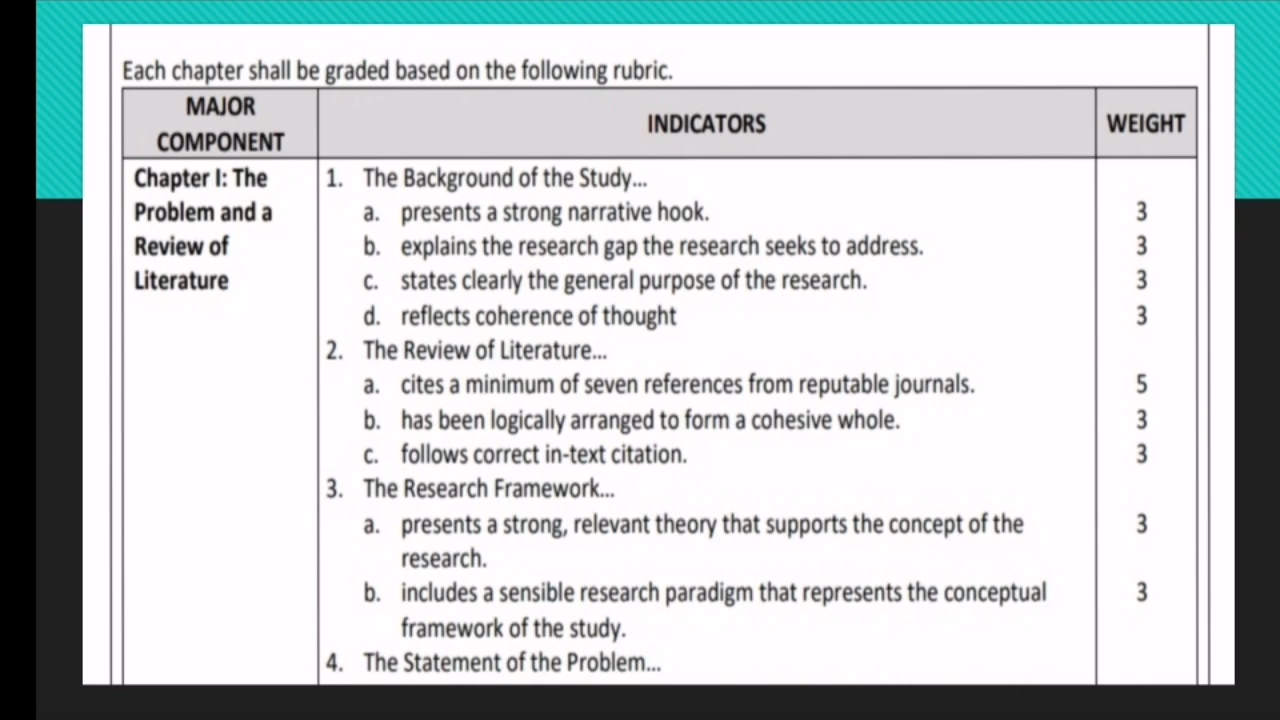 Each chapter shall be graded based on the following rubric.
MAJOR
COMPONENT
INDICATORS
WEIGHT
Chapter I: The
Problem and a
Review of
Literature
1. The Background of the Study...
a. presents a strong narrative hook. 3
b. explains the research gap the research seeks to address. 3
c. states clearly the general purpose of the research. 3
d. reflects coherence of thought 3
2. The Review of Literature...
a. cites a minimum of seven references from reputable journals. 5
b. has been logically arranged to form a cohesive whole. 3
c. follows correct in-text citation. 3
3. The Research Framework...
a. presents a strong, relevant theory that supports the concept of the 3
research.
b. includes a sensible research paradigm that represents the conceptual 3
framework of the study.
4. The Statement of the Problem...